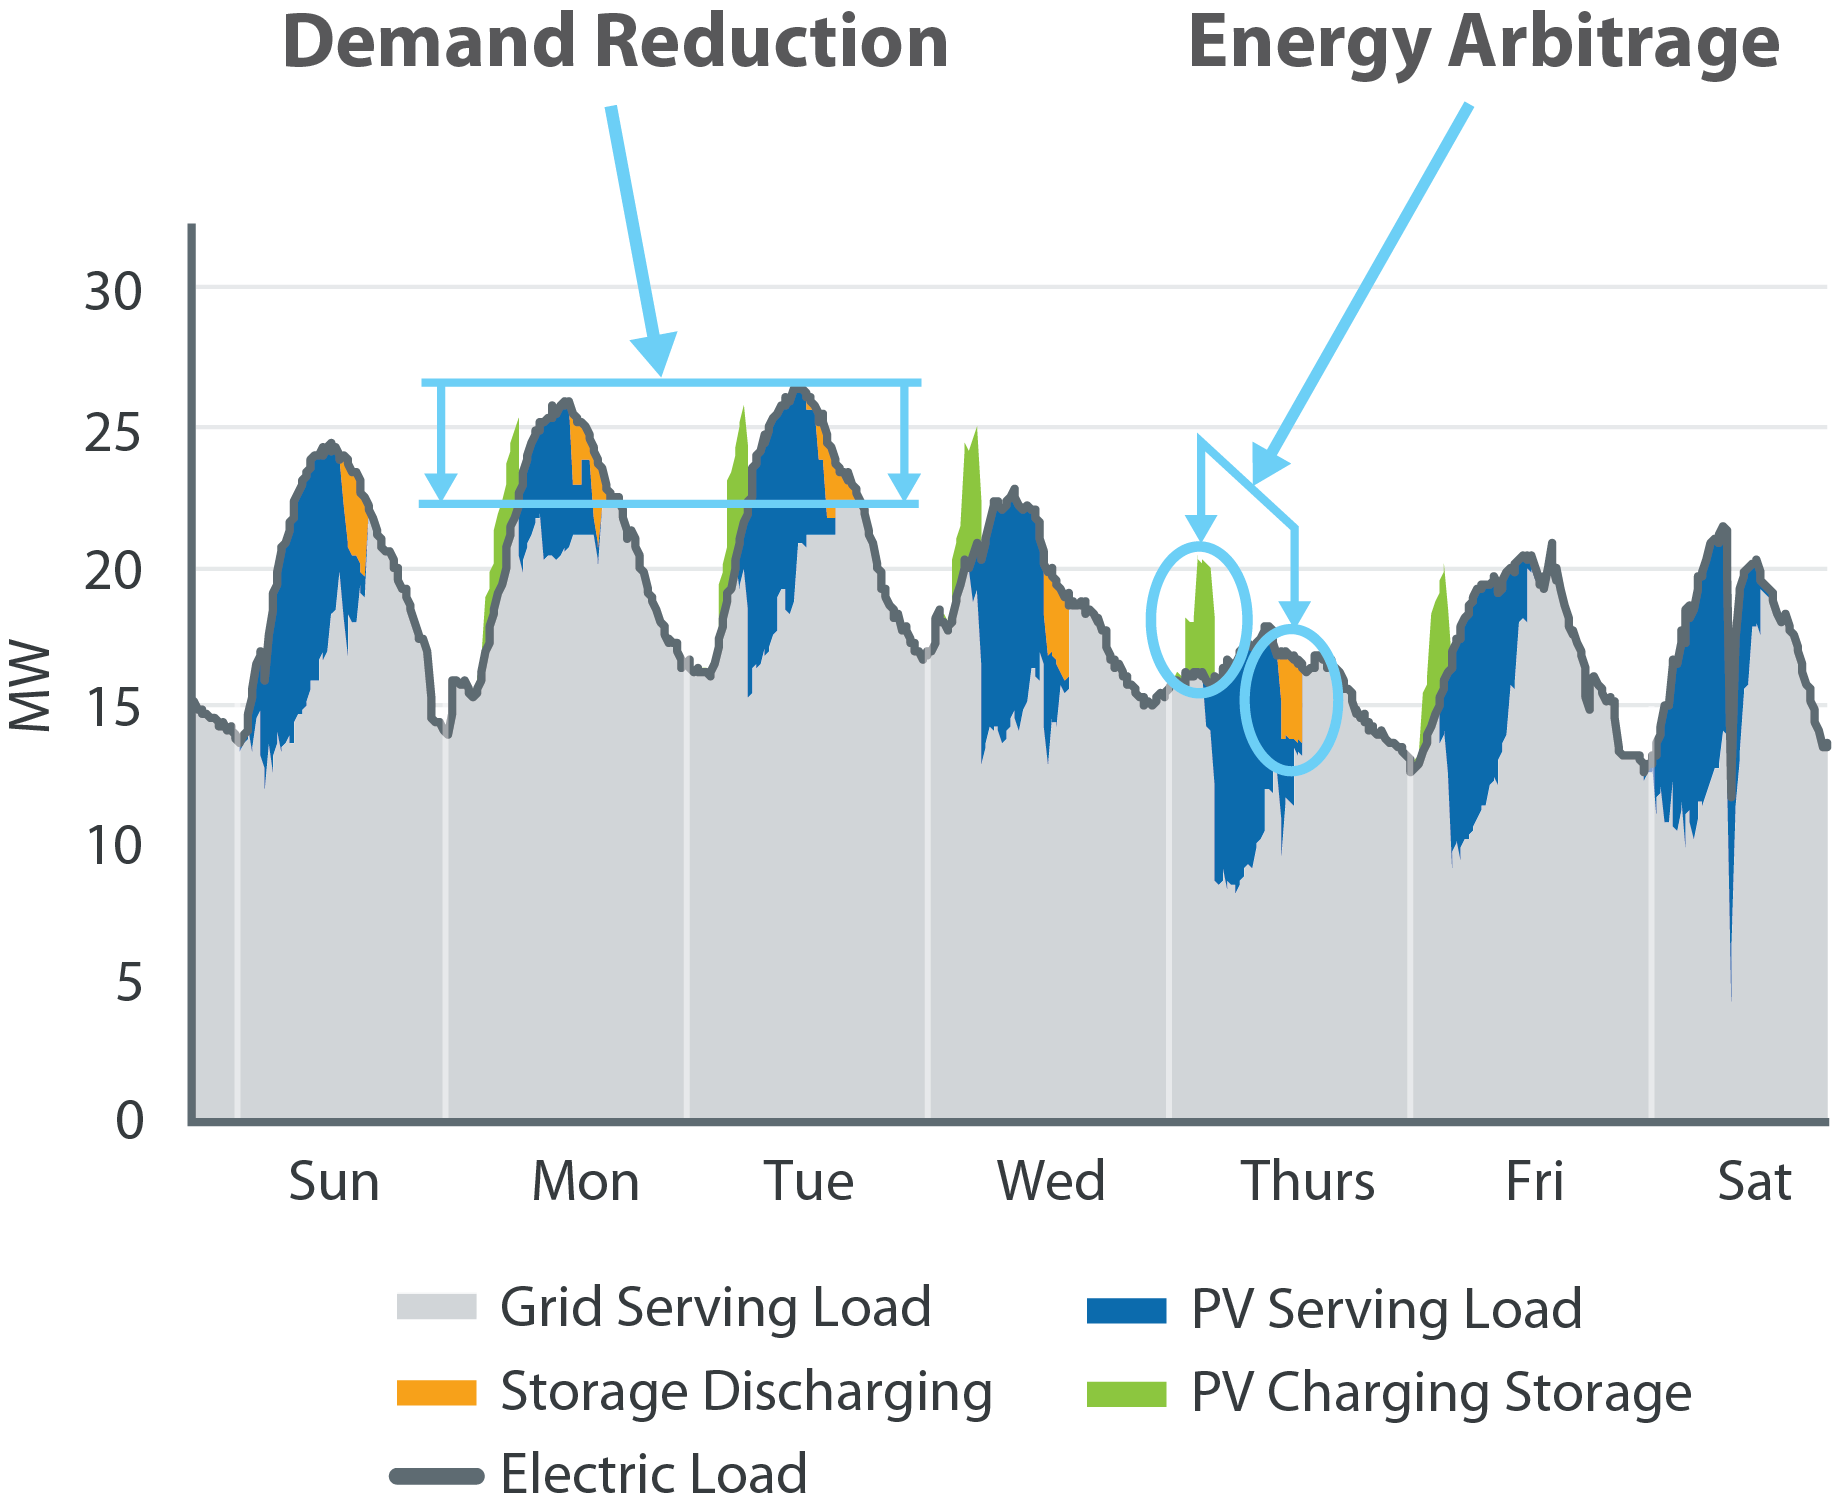 Demand Reduction
Energy Arbitrage
MW
30
25
20
15
10
5
0
Sun Mon Tue Wed Thurs Fri Sat
Grid Serving Load
PV Serving Load
Storage Discharging
PV Charging Storage
Electric Load